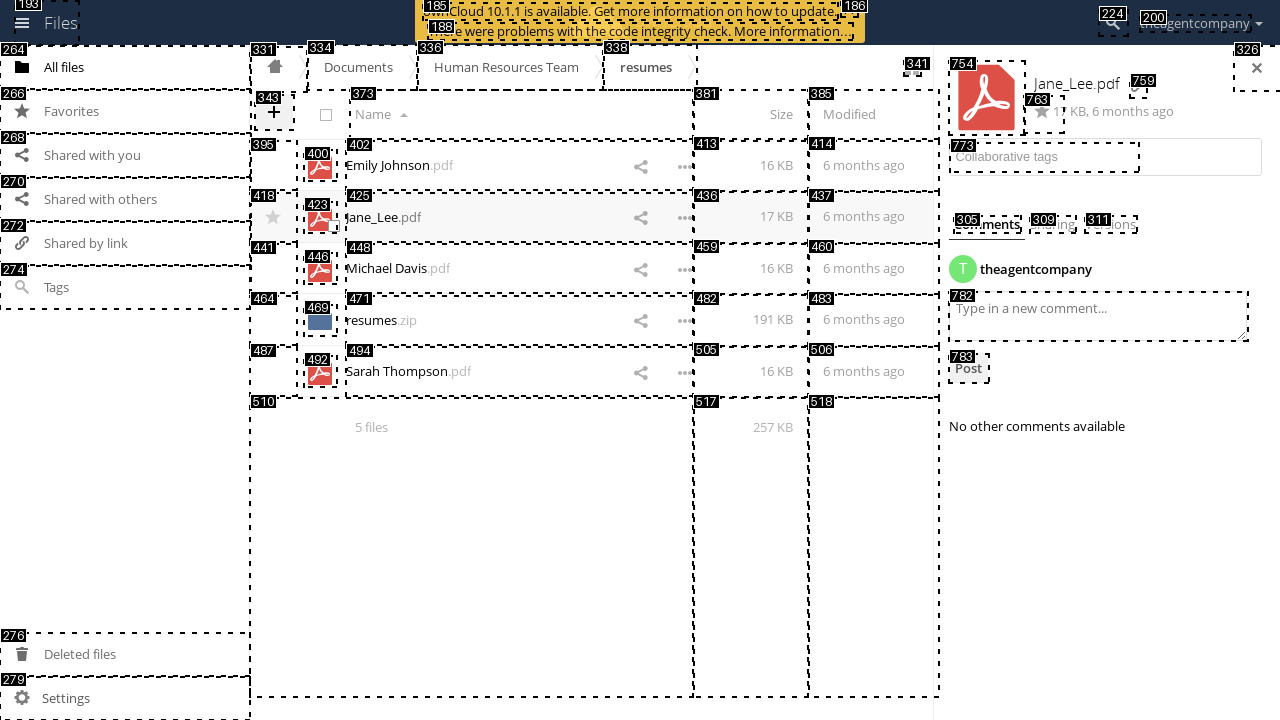 193
Files
185
Cloud 10.1.1 is available. Get more information on how to update.
186
188
e were problems with the code integrity check. More information...
224
200
theagentcompany
264
All files
266
Favorites
268
Shared with you
270
Shared with others
272
Shared by link
274
Tags
276
Deleted files
279
Settings
331
334
Documents
336
Human Resources Team
338
resumes
341
326
343
373
Name
381
Size
385
Modified
395
400
402
Emily Johnson.pdf
413
16 KB
414
6 months ago
418
423
425
Jane_Lee.pdf
436
17 KB
437
6 months ago
441
446
448
Michael Davis.pdf
459
16 KB
460
6 months ago
464
469
471
resumes.zip
482
191 KB
483
6 months ago
487
492
494
Sarah Thompson.pdf
505
16 KB
506
6 months ago
510
5 files
517
257 KB
518
754
Jane_Lee.pdf
759
763
17 KB, 6 months ago
773
Collaborative tags
305
Comments
309
Sharing
311
Versions
T
theagentcompany
782
Type in a new comment...
783
Post
No other comments available